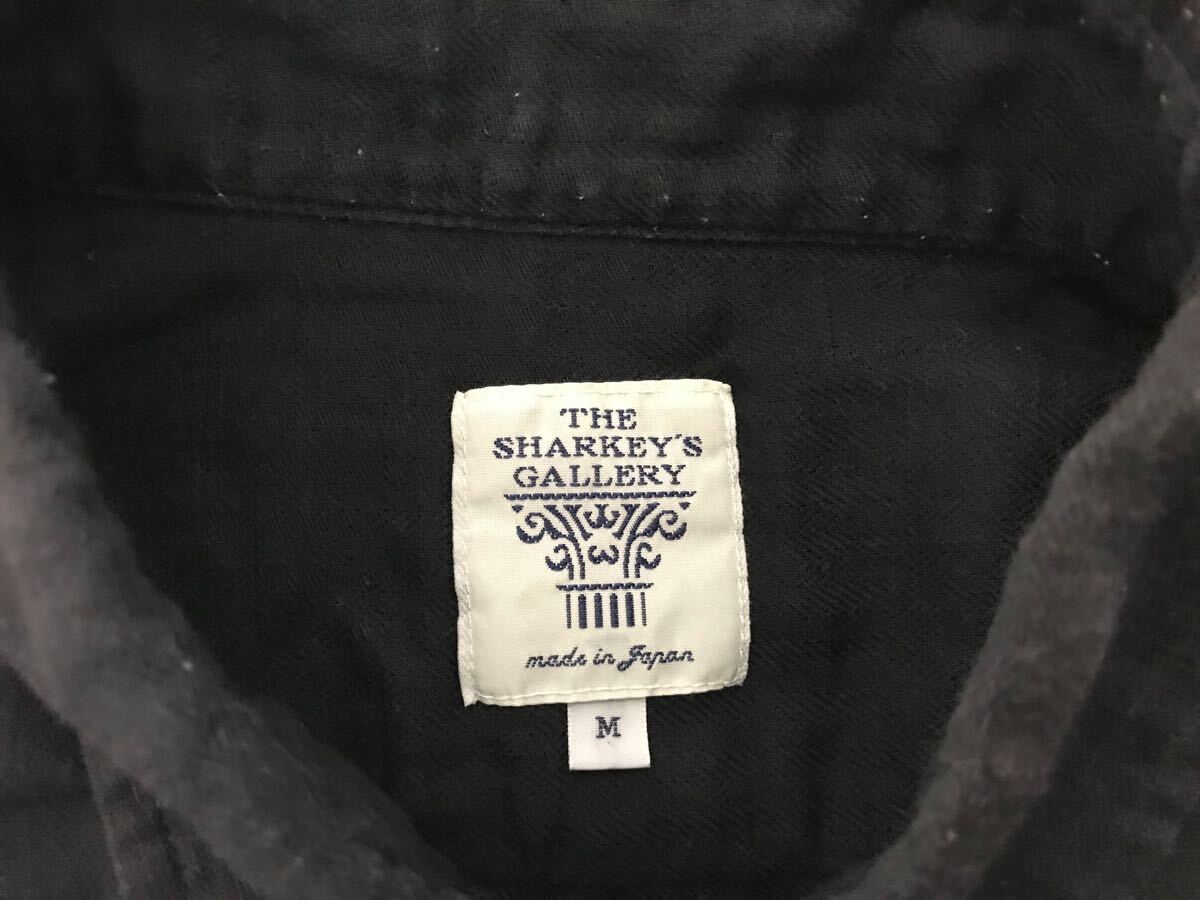 THE
SHARKEY'S
GALLERY
made in Japan
M